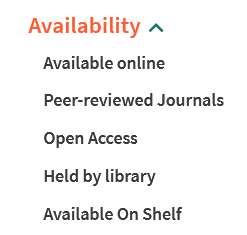 Availability
Available online
Peer-reviewed Journals
Open Access
Held by library
Available On Shelf